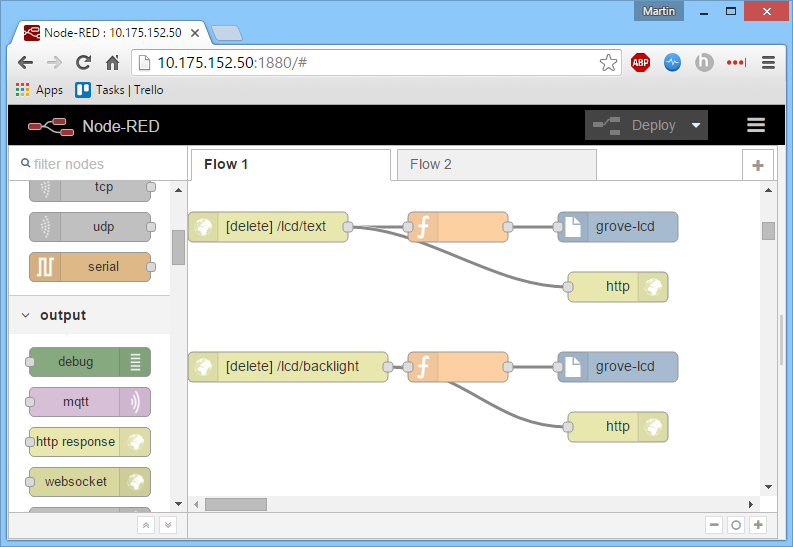 Martin
Node-RED : 10.175.152.50
10.175.152.50:1880/#
ABP
h
Apps
Tasks | Trello
Node-RED
Deploy
filter nodes
Flow 1
Flow 2
tcp
udp
serial
output
debug
mqtt
http response
websocket
[delete] /lcd/text
f
grove-lcd
http
[delete] /lcd/backlight
f
grove-lcd
http